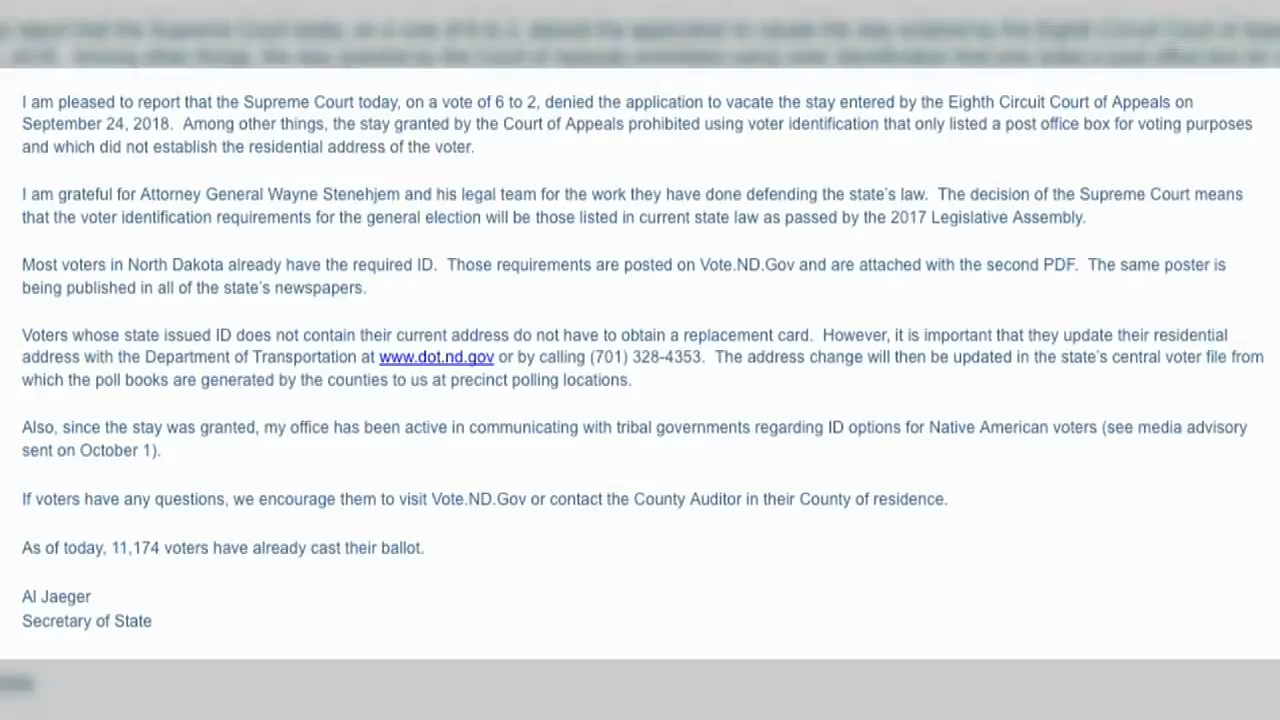 I am pleased to report that the Supreme Court today, on a vote of 6 to 2, denied the application to vacate the stay entered by the Eighth Circuit Court of Appeals on
September 24, 2018.  Among other things, the stay granted by the Court of Appeals prohibited using voter identification that only listed a post office box for voting purposes
and which did not establish the residential address of the voter.
I am grateful for Attorney General Wayne Stenehjem and his legal team for the work they have done defending the state's law.  The decision of the Supreme Court means
that the voter identification requirements for the general election will be those listed in current state law as passed by the 2017 Legislative Assembly.
Most voters in North Dakota already have the required ID.  Those requirements are posted on Vote.ND.Gov and are attached with the second PDF.  The same poster is
being published in all of the state's newspapers.
Voters whose state issued ID does not contain their current address do not have to obtain a replacement card.  However, it is important that they update their residential
address with the Department of Transportation at www.dot.nd.gov or by calling (701) 328-4353.  The address change will then be updated in the state's central voter file from
which the poll books are generated by the counties to us at precinct polling locations.
Also, since the stay was granted, my office has been active in communicating with tribal governments regarding ID options for Native American voters (see media advisory
sent on October 1).
If voters have any questions, we encourage them to visit Vote.ND.Gov or contact the County Auditor in their County of residence.
As of today, 11,174 voters have already cast their ballot.
Al Jaeger
Secretary of State